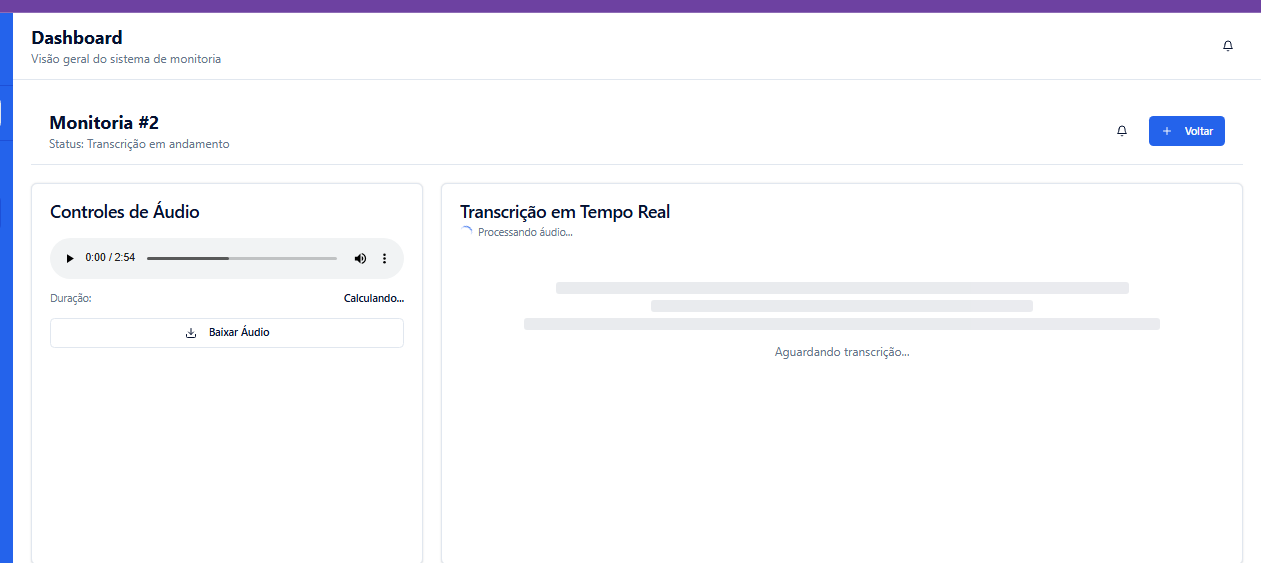 Dashboard
Visão geral do sistema de monitoria
Monitoria #2
Status: Transcrição em andamento
Voltar
Controles de Áudio
0:00 / 2:54
Duração:
Calculando...
Baixar Áudio
Transcrição em Tempo Real
Processando áudio...
Aguardando transcrição...